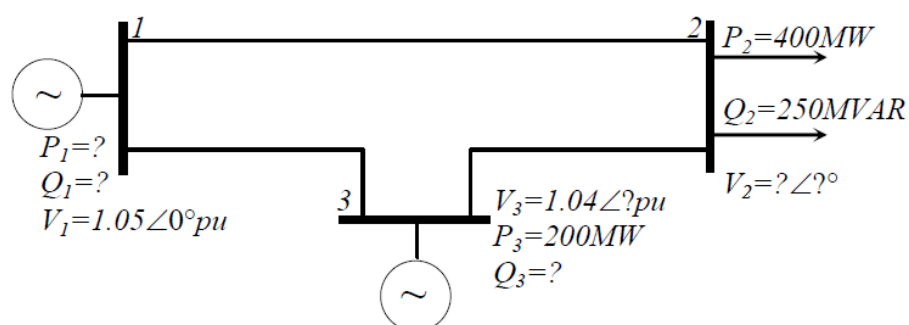 1
2
P₂=400MW
Q₂=250MVAR
V₂=?∠?°
~
P₁=?
Q₁=?
V₁=1.05∠0°pu
3
V₃=1.04∠?pu
P₃=200MW
Q₃=?
~